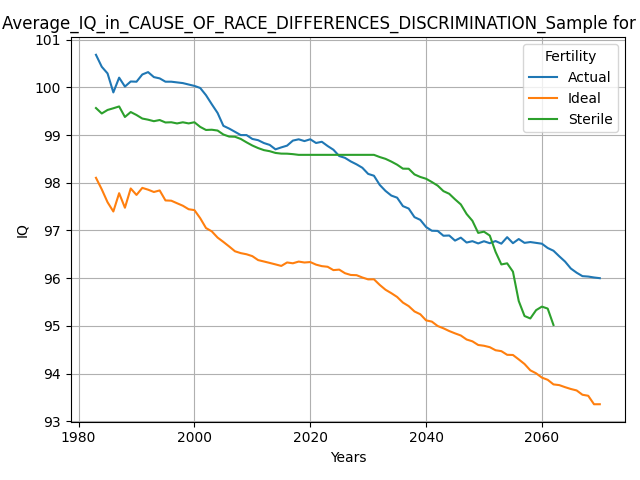 Average_IQ_in_CAUSE_OF_RACE_DIFFERENCES_DISCRIMINATION_Sample for
101
100
99
98
97
96
95
94
93
IQ
Fertility
Actual
Ideal
Sterile
1980
2000
2020
2040
2060
Years